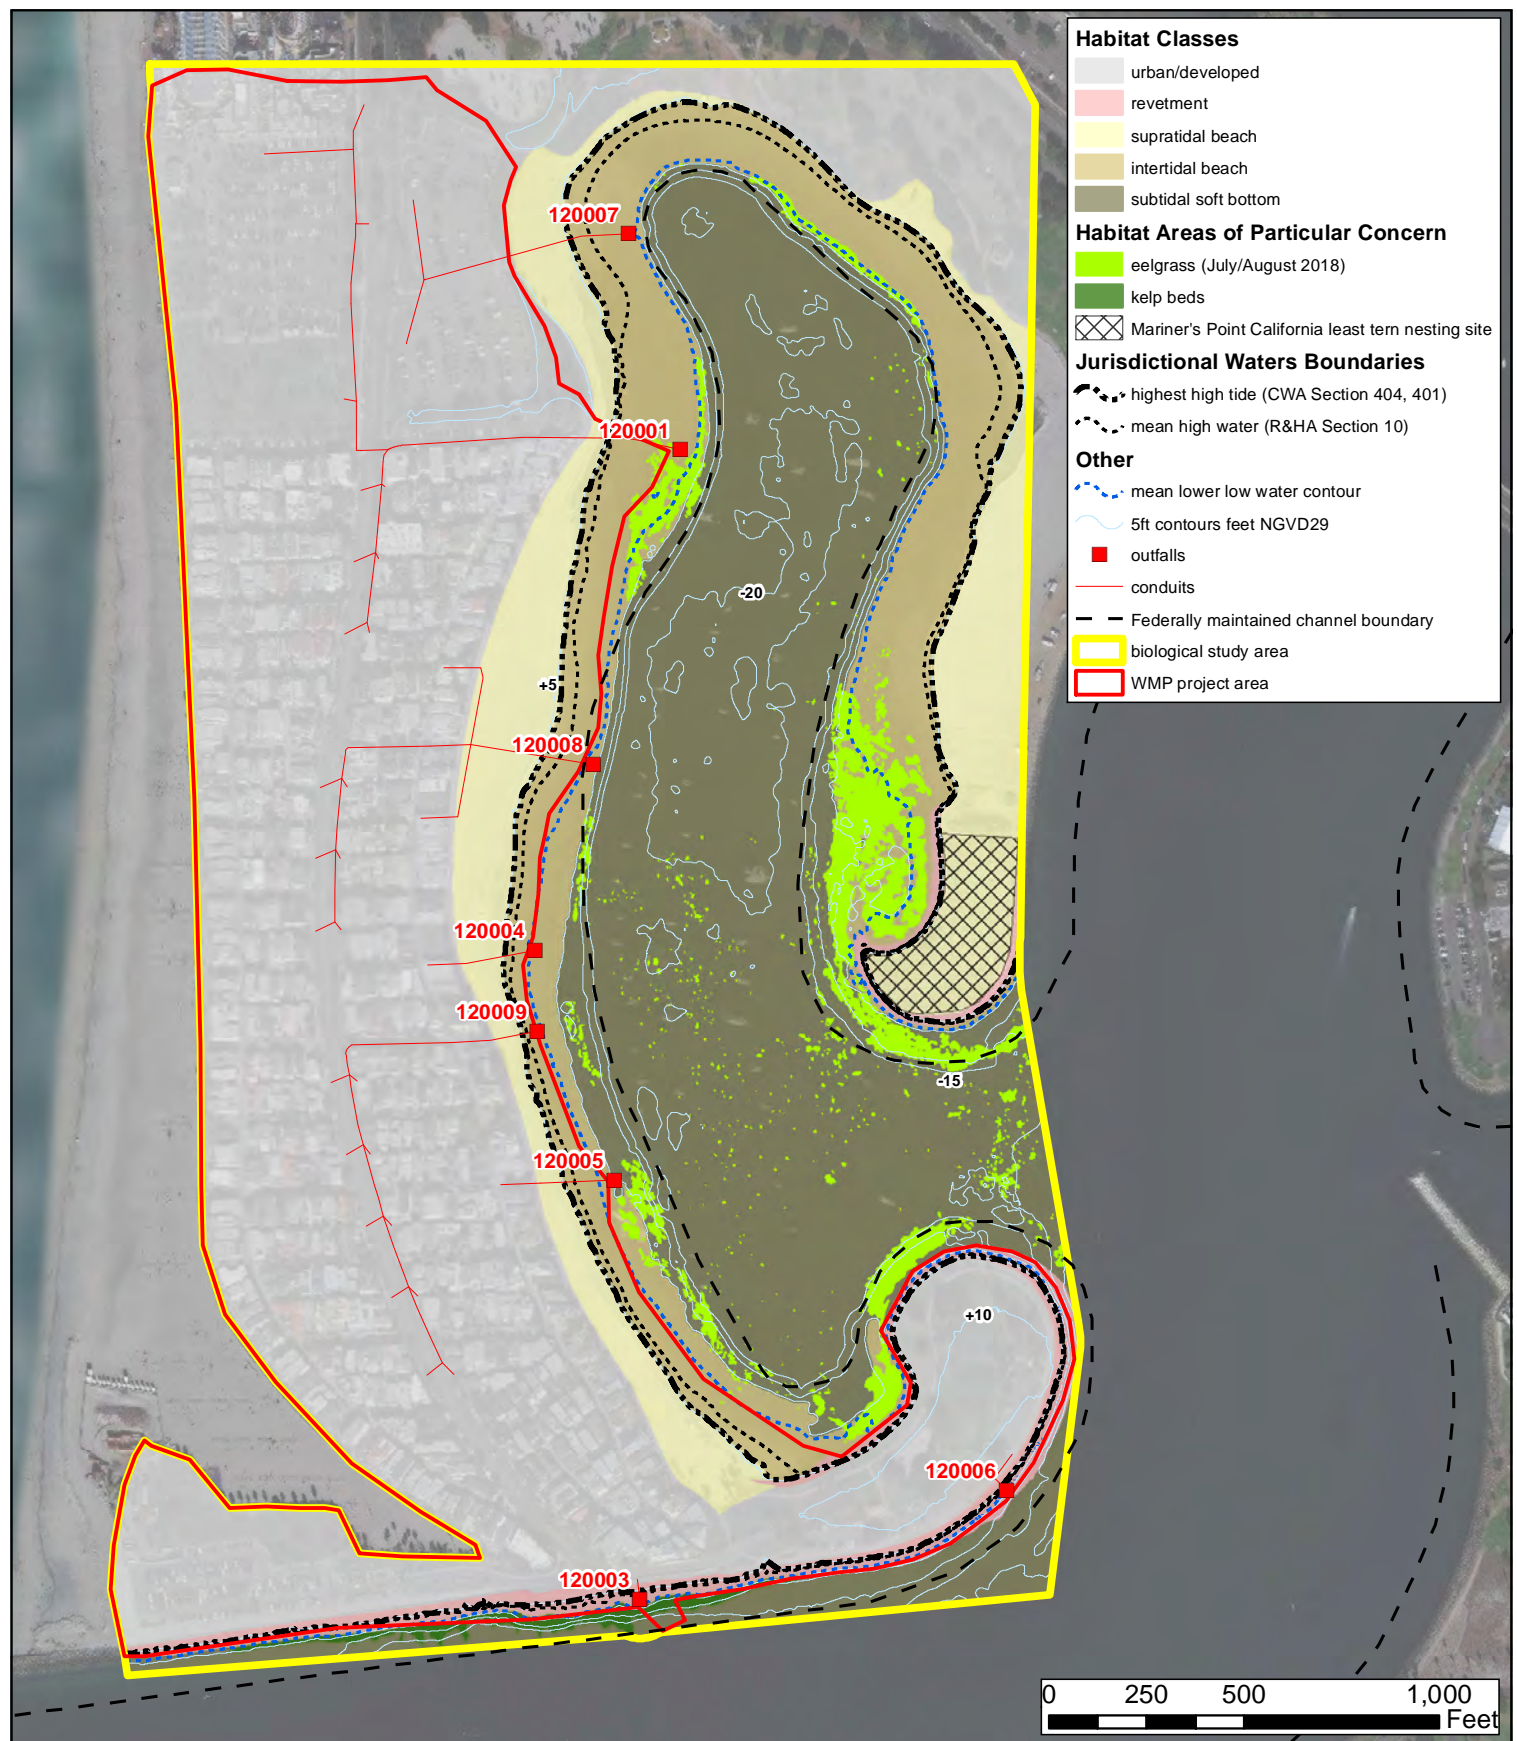 Habitat Classes
urban/developed
revetment
supratidal beach
intertidal beach
subtidal soft bottom
Habitat Areas of Particular Concern
eelgrass (July/August 2018)
kelp beds
Mariner's Point California least tern nesting site
Jurisdictional Waters Boundaries
highest high tide (CWA Section 404, 401)
mean high water (R&HA Section 10)
Other
mean lower low water contour
5ft contours feet NGVD29
outfalls
conduits
Federally maintained channel boundary
biological study area
WMP project area
120007
120001
-20
+5
120008
120004
120009
-15
120005
+10
120006
120003
0 250 500 1,000
Feet